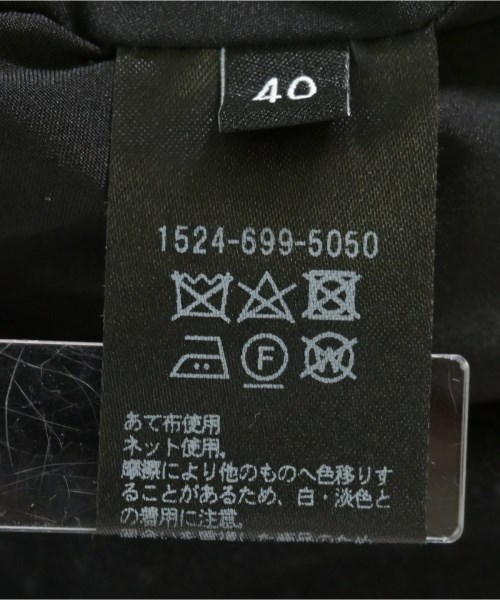 40
1524-699-5050
F
W
あて布使用
ネット使用。
摩擦により他のものへ色移りす
ることがあるため、白・淡色と
の着用に注意。